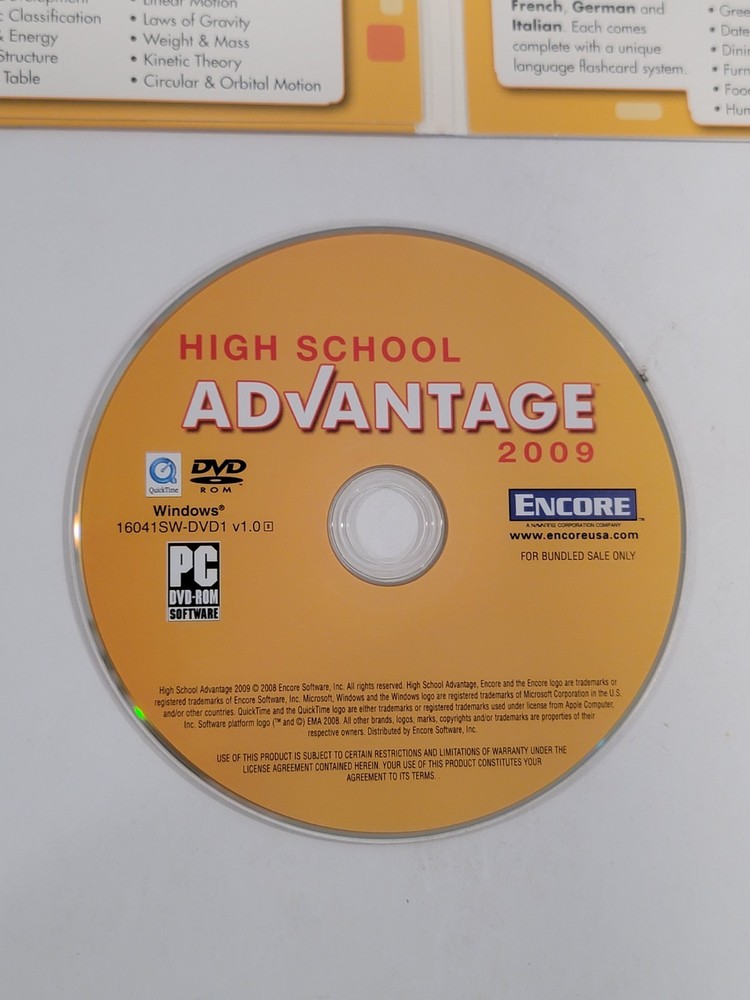 Classification
& Energy
Structure
Table
• Linear Motion
• Laws of Gravity
• Weight & Mass
• Kinetic Theory
• Circular & Orbital Motion
French, German and
Italian. Each comes
complete with a unique
language flashcard system.
HIGH SCHOOL
ADVANTAGE™
2009
QuickTime
DVD
ROM
Windows®
16041SW-DVD1 v1.0
PC
DVD-ROM
SOFTWARE
ENCORE™
A NAVARRE CORPORATION COMPANY
www.encoreusa.com
FOR BUNDLED SALE ONLY
High School Advantage 2009 © 2008 Encore Software, Inc. All rights reserved. High School Advantage, Encore and the Encore logo are trademarks or
registered trademarks of Encore Software, Inc. Microsoft, Windows and the Windows logo are registered trademarks of Microsoft Corporation in the U.S.
and/or other countries. QuickTime and the QuickTime logo are either trademarks or registered trademarks used under license from Apple Computer,
Inc. Software platform logo (™ and ©) EMA 2008. All other brands, logos, marks, copyrights and/or trademarks are properties of their
respective owners. Distributed by Encore Software, Inc.
USE OF THIS PRODUCT IS SUBJECT TO CERTAIN RESTRICTIONS AND LIMITATIONS OF WARRANTY UNDER THE
LICENSE AGREEMENT CONTAINED HEREIN. YOUR USE OF THIS PRODUCT CONSTITUTES YOUR
AGREEMENT TO ITS TERMS.